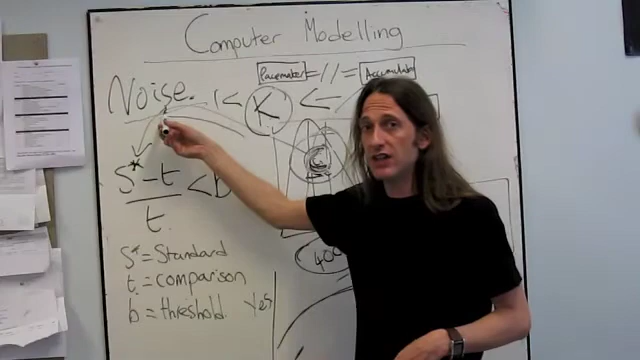 Computer Modelling
Pacemaker =//= Accumulator
Noise. 1< K <=
S* - t < b
t
400
S* = Standard
t = comparison
b = threshold. Yes